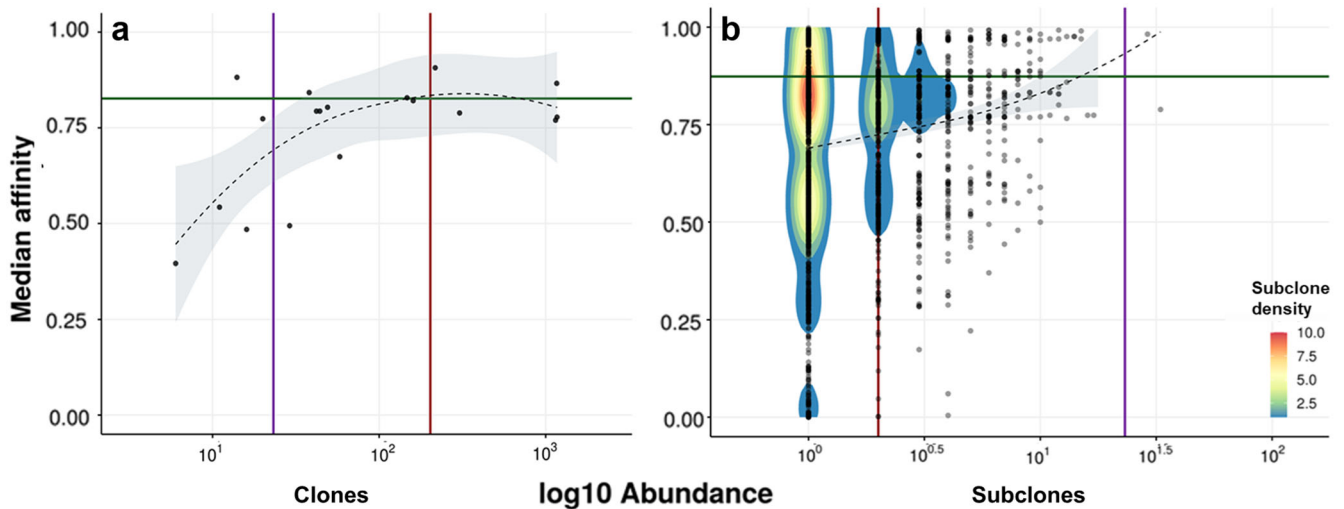 a
b
Median affinity
1.00
0.75
0.50
0.25
0.00
10¹
10²
10³
Clones
log10 Abundance
1.00
0.75
0.50
0.25
0.00
10⁰
10⁰·⁵
10¹
10¹·⁵
10²
Subclones
Subclone
density
10.0
7.5
5.0
2.5